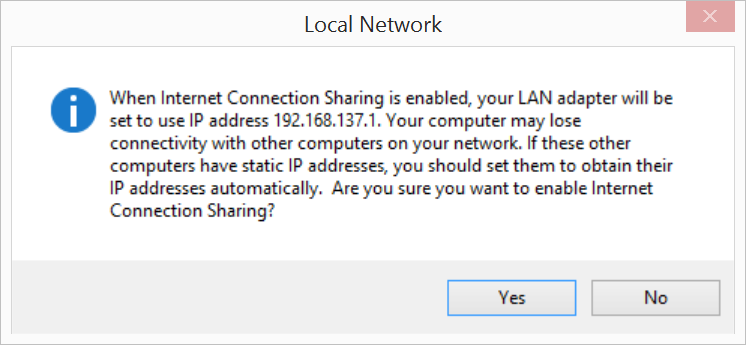 Local Network
When Internet Connection Sharing is enabled, your LAN adapter will be
set to use IP address 192.168.137.1. Your computer may lose
connectivity with other computers on your network. If these other
computers have static IP addresses, you should set them to obtain their
IP addresses automatically.  Are you sure you want to enable Internet
Connection Sharing?
Yes
No